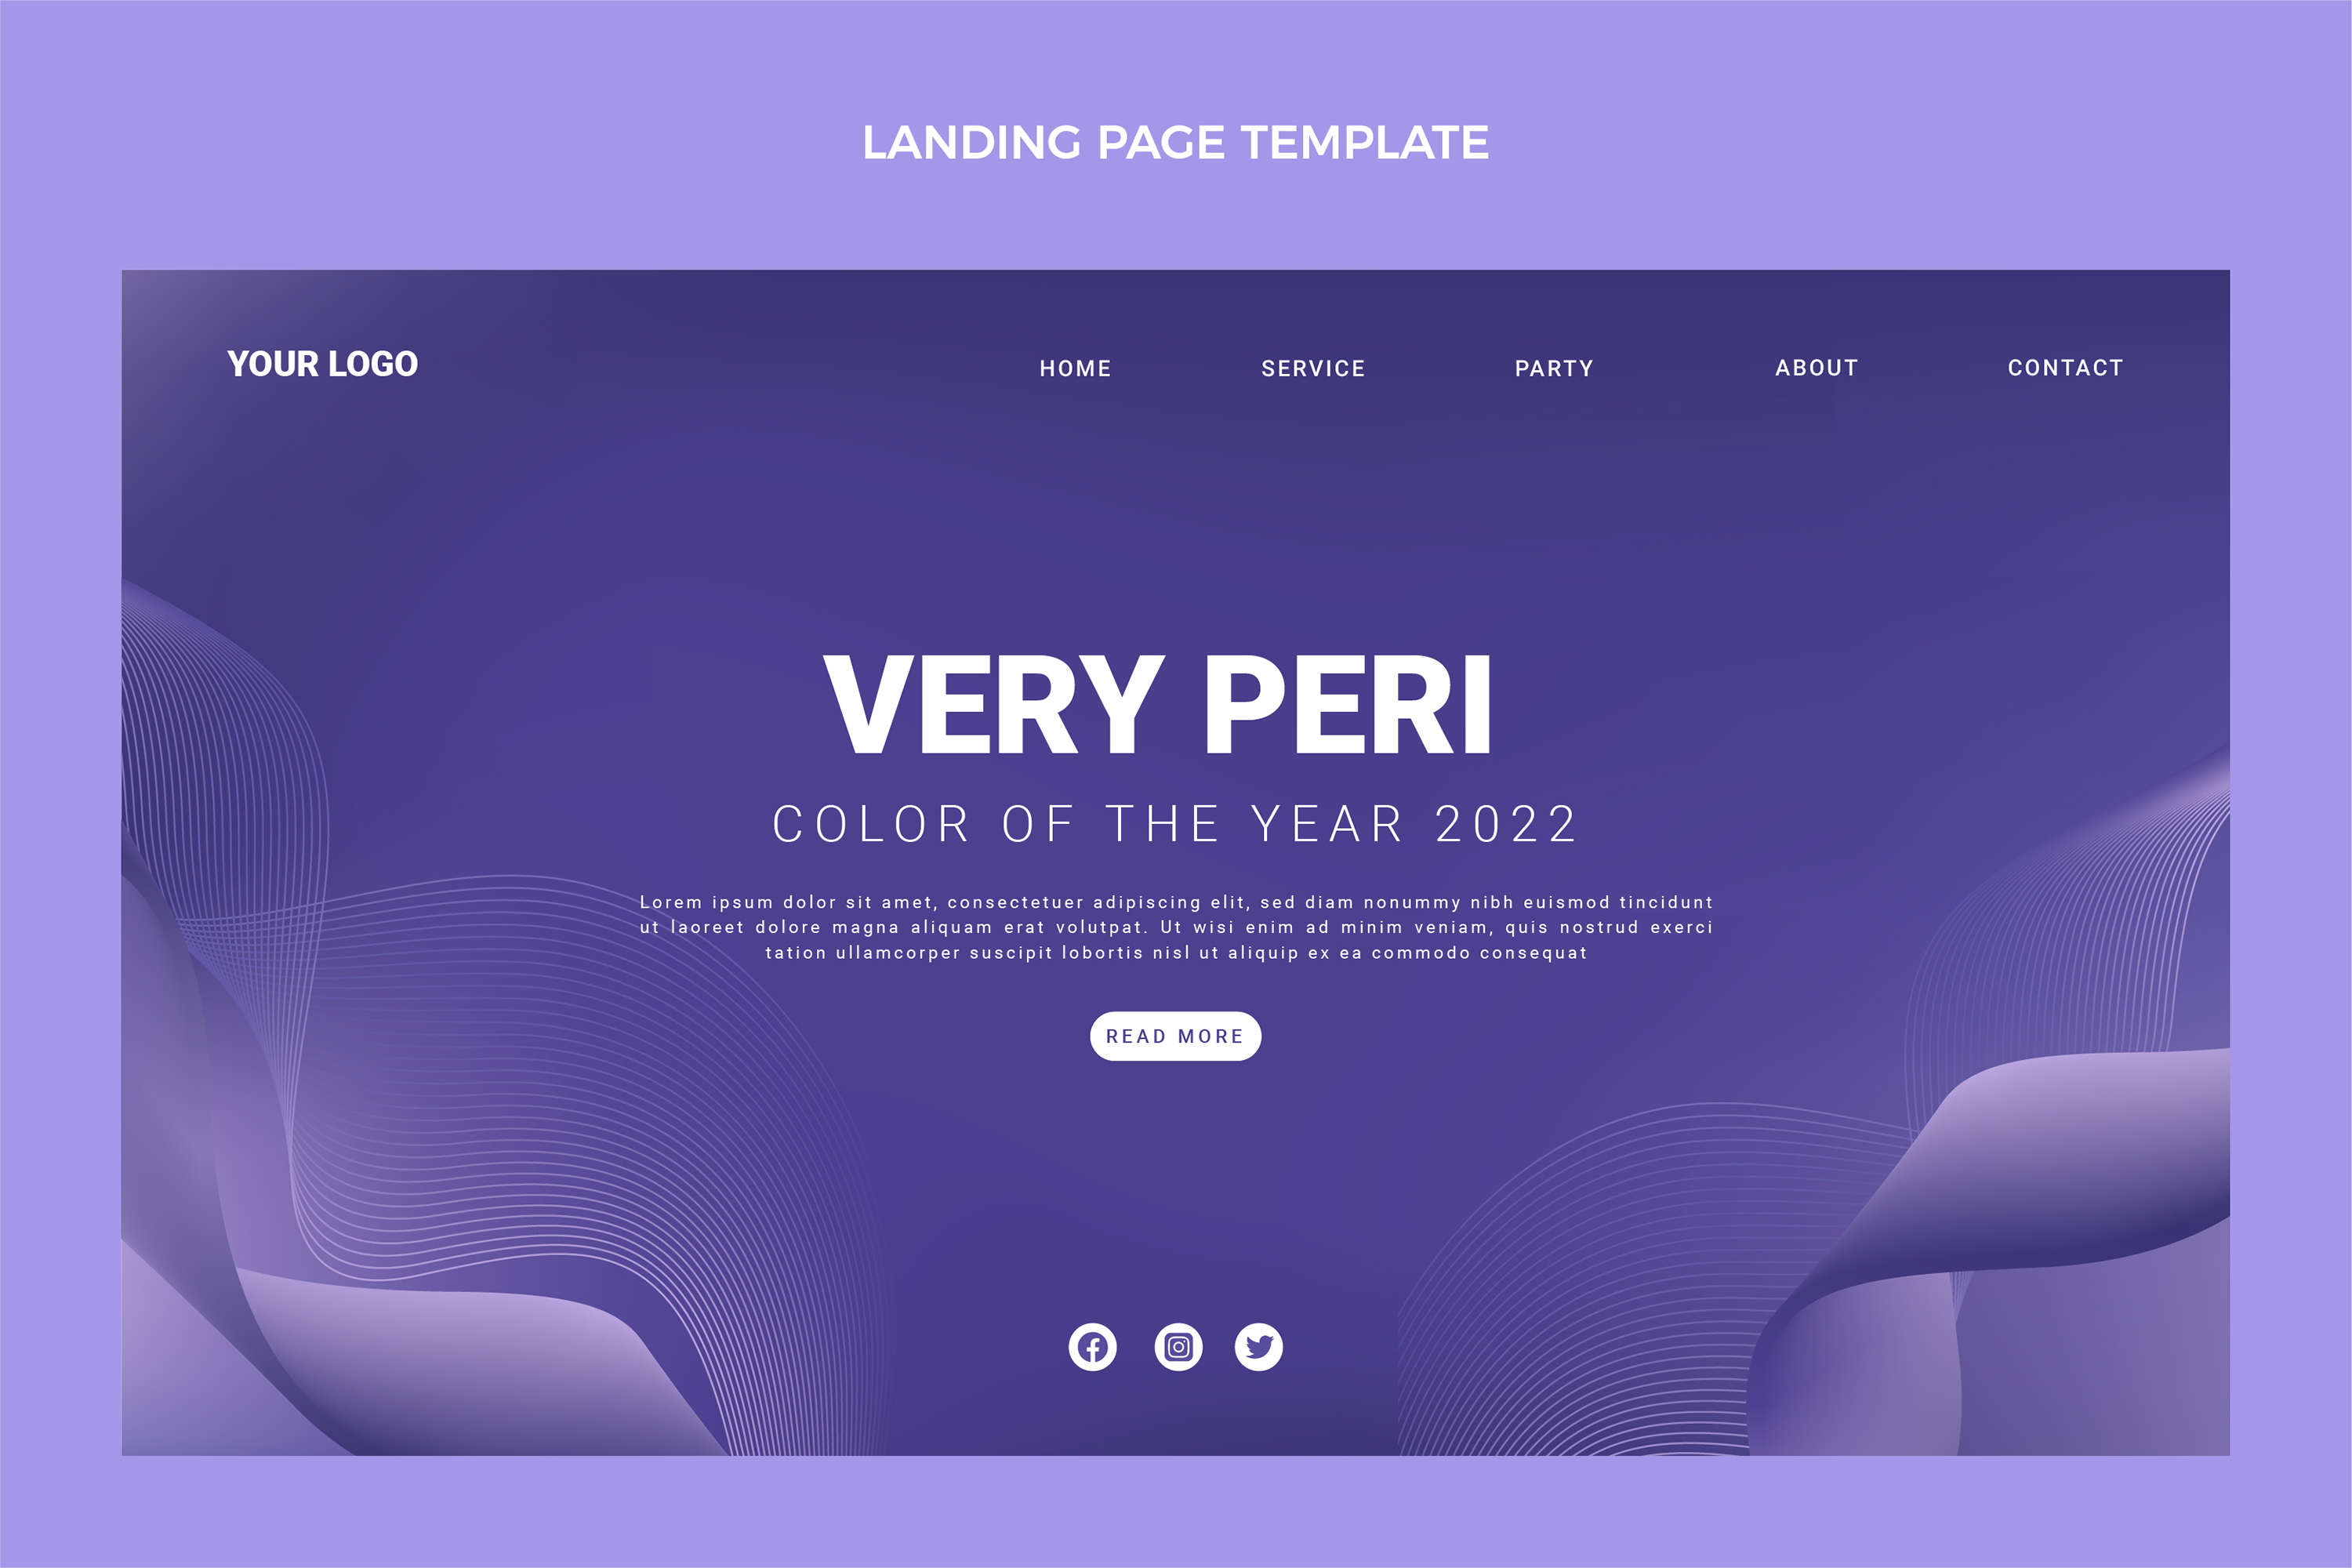 LANDING PAGE TEMPLATE
YOUR LOGO
HOME SERVICE PARTY ABOUT CONTACT
VERY PERI
COLOR OF THE YEAR 2022
Lorem ipsum dolor sit amet, consectetuer adipiscing elit, sed diam nonummy nibh euismod tincidunt
ut laoreet dolore magna aliquam erat volutpat. Ut wisi enim ad minim veniam, quis nostrud exerci
tation ullamcorper suscipit lobortis nisl ut aliquip ex ea commodo consequat
READ MORE